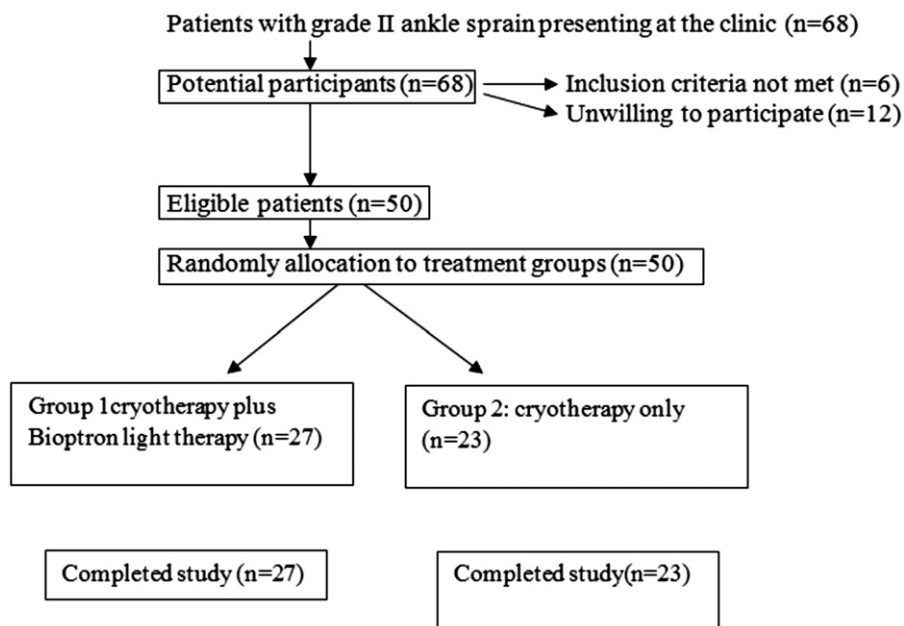 Patients with grade II ankle sprain presenting at the clinic (n=68)
Potential participants (n=68)
Inclusion criteria not met (n=6)
Unwilling to participate (n=12)
Eligible patients (n=50)
Randomly allocation to treatment groups (n=50)
Group 1cryotherapy plus
Bioptron light therapy (n=27)
Group 2: cryotherapy only
(n=23)
Completed study (n=27)
Completed study(n=23)